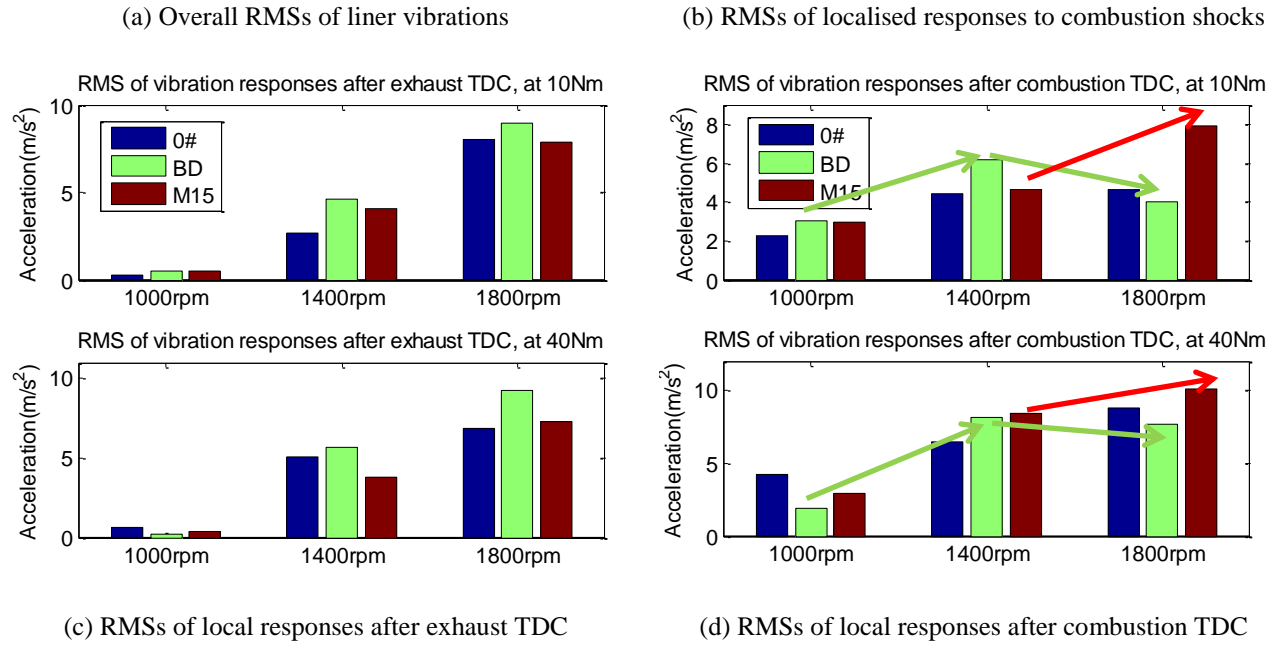 (a) Overall RMSs of liner vibrations
(b) RMSs of localised responses to combustion shocks
RMS of vibration responses after exhaust TDC, at 10Nm
Acceleration(m/s²)
10
5
0
0#
BD
M15
1000rpm
1400rpm
1800rpm
RMS of vibration responses after combustion TDC, at 10Nm
Acceleration(m/s²)
8
6
4
2
0
0#
BD
M15
1000rpm
1400rpm
1800rpm
RMS of vibration responses after exhaust TDC, at 40Nm
Acceleration(m/s²)
10
5
0
1000rpm
1400rpm
1800rpm
RMS of vibration responses after combustion TDC, at 40Nm
Acceleration(m/s²)
10
5
0
1000rpm
1400rpm
1800rpm
(c) RMSs of local responses after exhaust TDC
(d) RMSs of local responses after combustion TDC